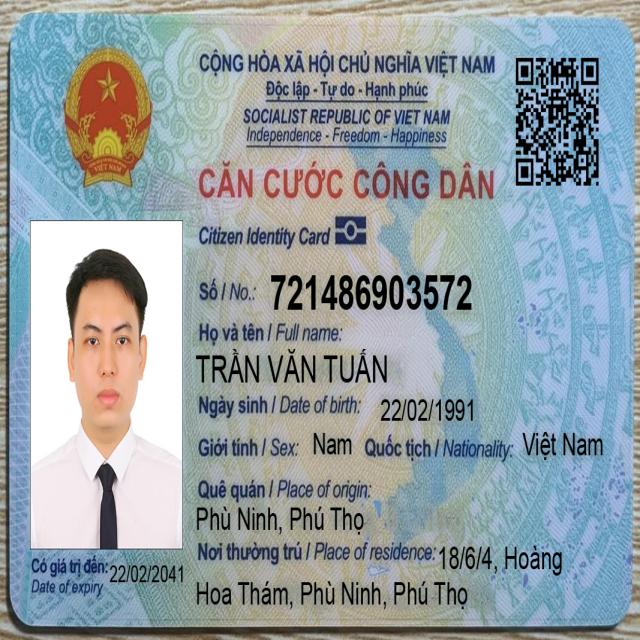 CỘNG HÒA XÃ HỘI CHỦ NGHĨA VIỆT NAM
Độc lập - Tự do - Hạnh phúc
SOCIALIST REPUBLIC OF VIET NAM
Independence - Freedom - Happiness
CĂN CƯỚC CÔNG DÂN
Citizen Identity Card
VIỆT NAM
Số / No.: 721486903572
Họ và tên / Full name:
TRẦN VĂN TUẤN
Ngày sinh / Date of birth: 22/02/1991
Giới tính / Sex: Nam Quốc tịch / Nationality: Việt Nam
Quê quán / Place of origin:
Phù Ninh, Phú Thọ
Nơi thường trú / Place of residence: 18/6/4, Hoàng
Hoa Thám, Phù Ninh, Phú Thọ
Có giá trị đến: 22/02/2041
Date of expiry